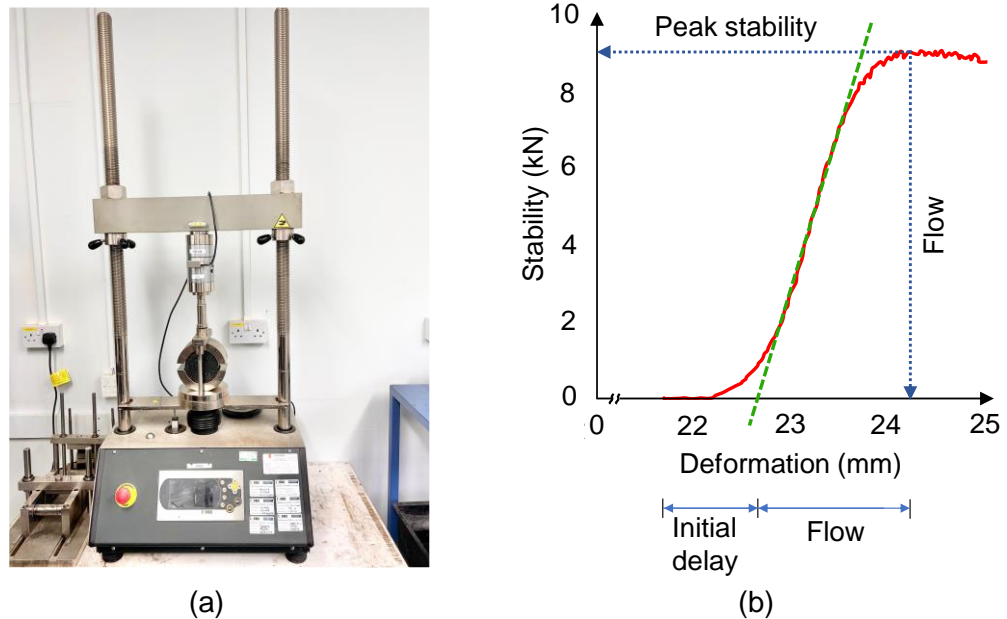 Peak stability
10
8
6
4
2
0
Stability (kN)
Flow
0
22
23
24
25
Deformation (mm)
Initial
delay
Flow
(a)
(b)